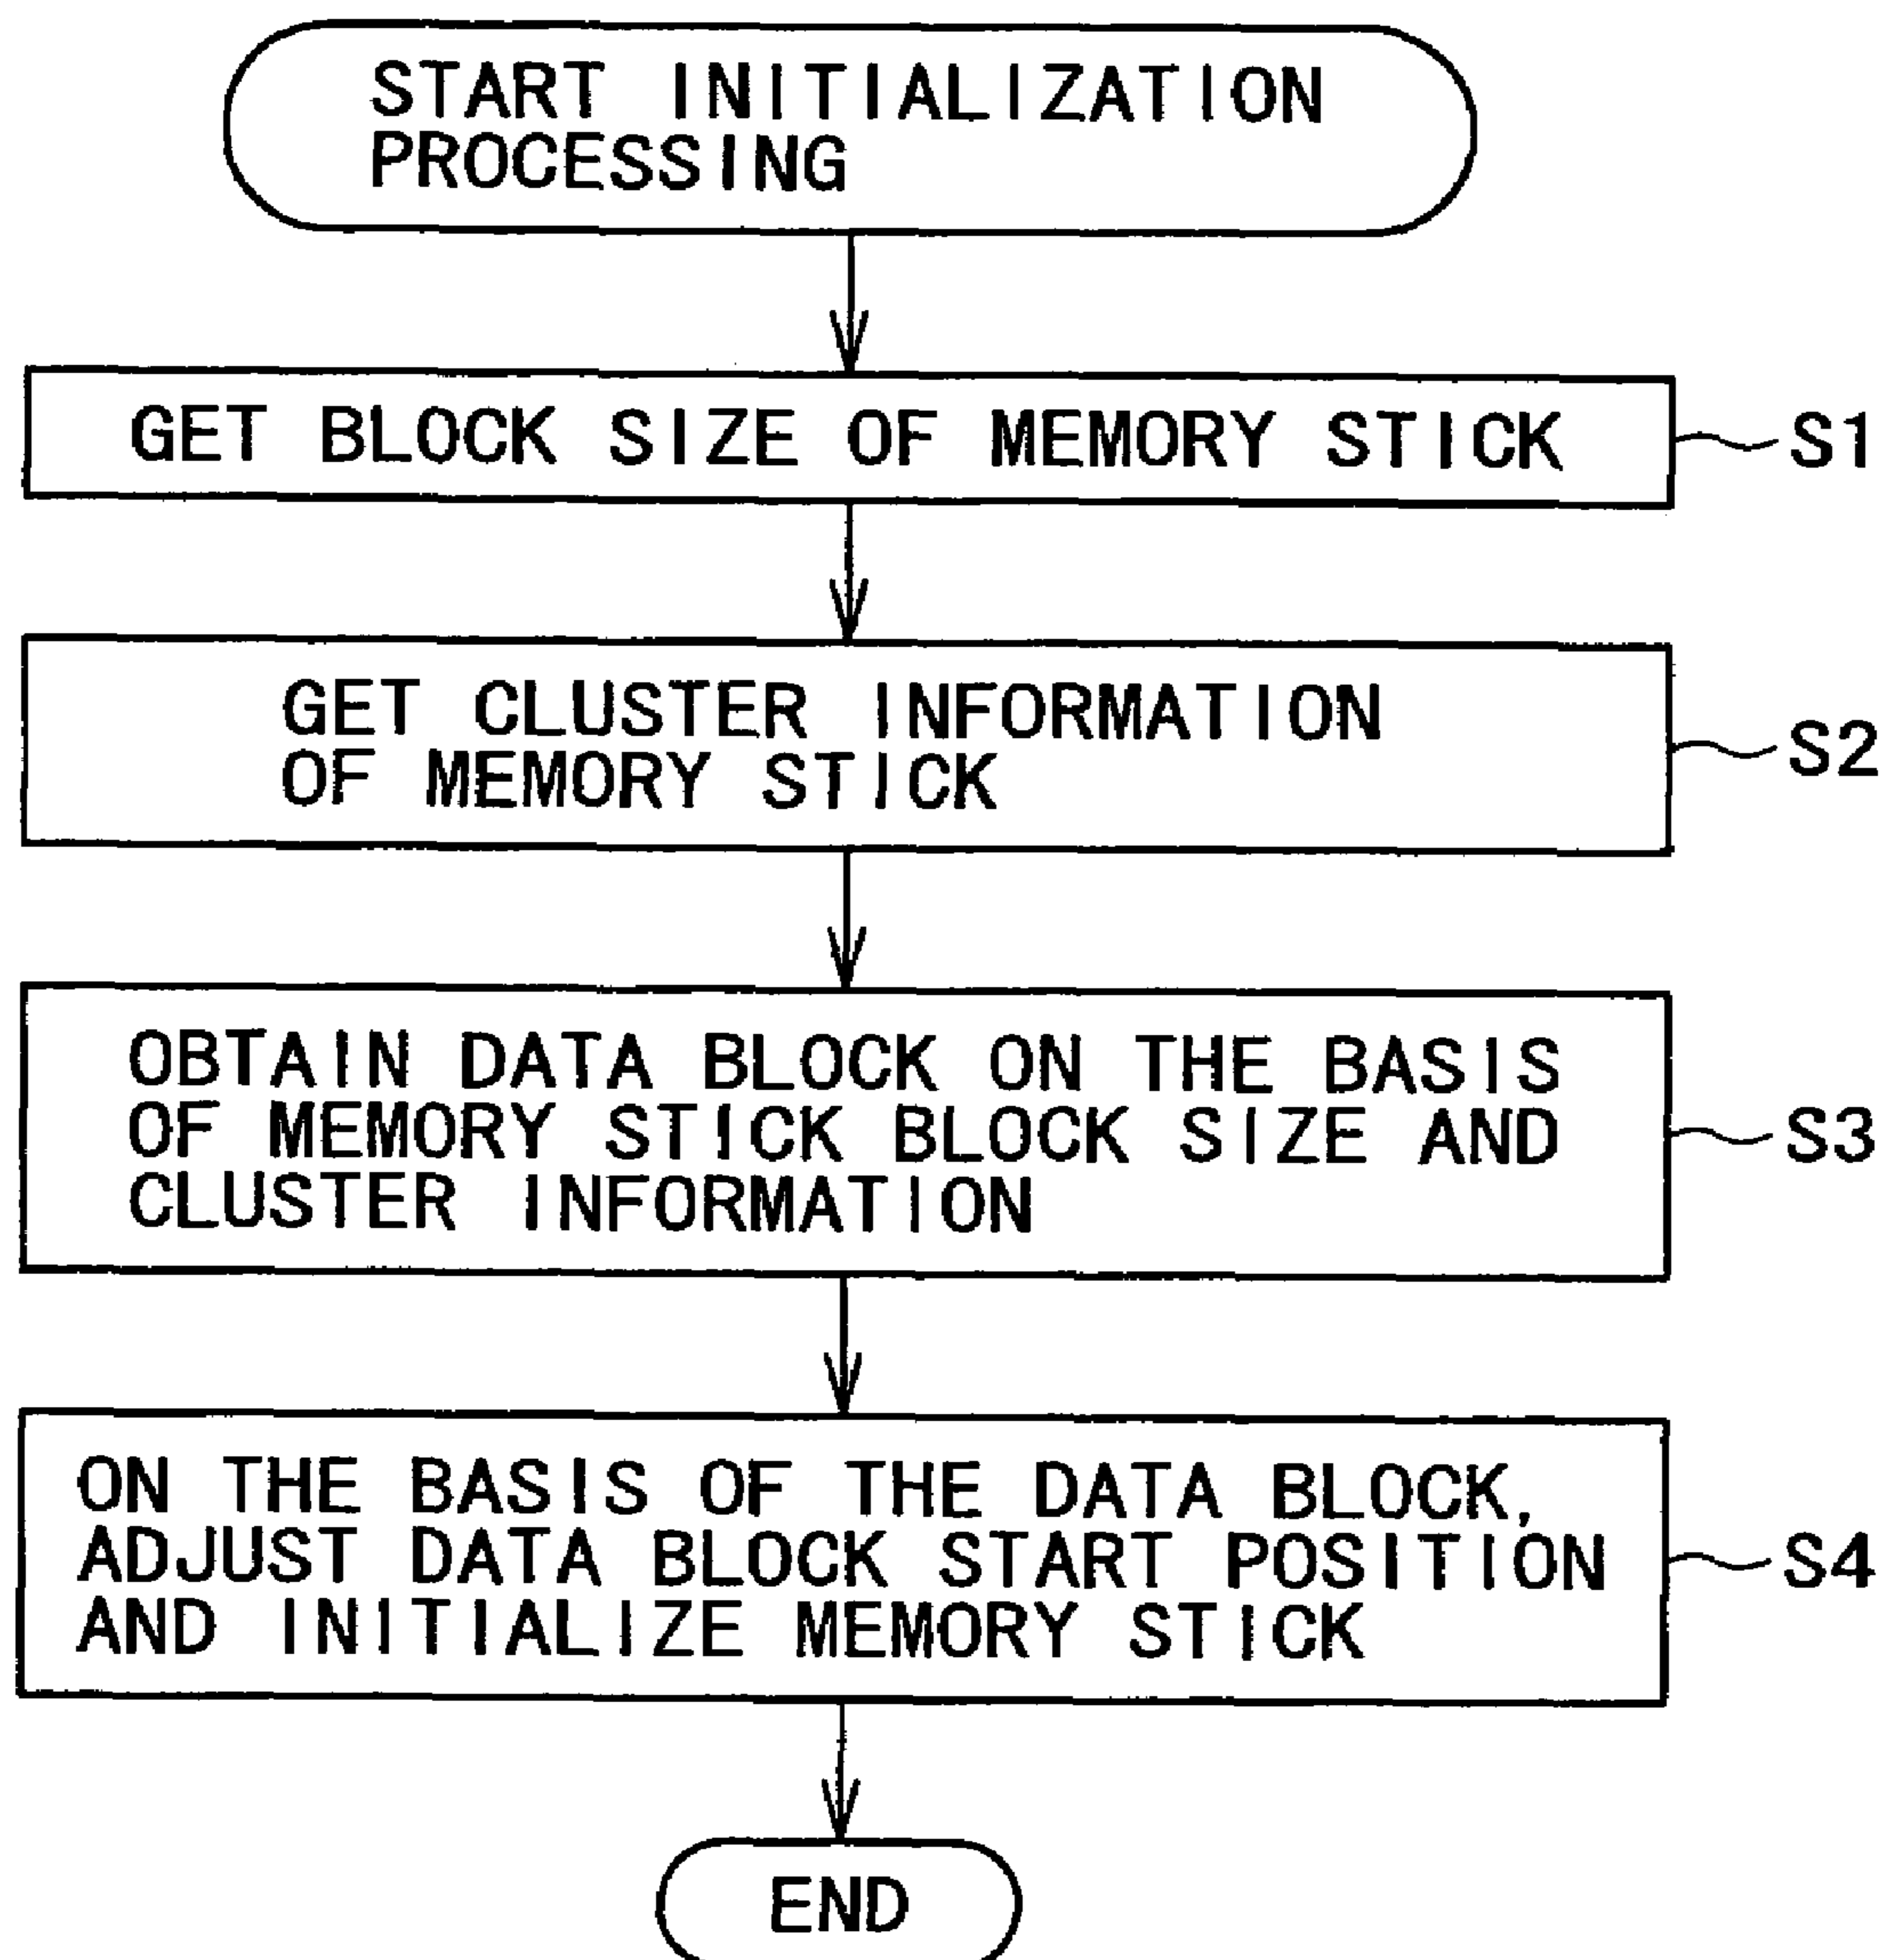 START INITIALIZATION
PROCESSING
GET BLOCK SIZE OF MEMORY STICK
S1
GET CLUSTER INFORMATION
OF MEMORY STICK
S2
OBTAIN DATA BLOCK ON THE BASIS
OF MEMORY STICK BLOCK SIZE AND
CLUSTER INFORMATION
S3
ON THE BASIS OF THE DATA BLOCK,
ADJUST DATA BLOCK START POSITION
AND INITIALIZE MEMORY STICK
S4
END